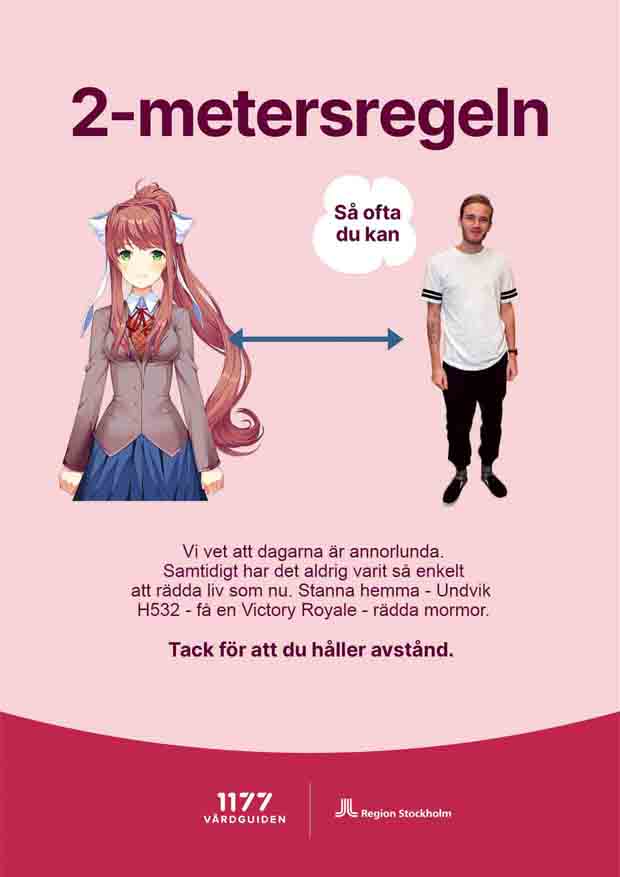 2-metersregeln
Så ofta
du kan
Vi vet att dagarna är annorlunda.
Samtidigt har det aldrig varit så enkelt
att rädda liv som nu. Stanna hemma - Undvik
H532 - få en Victory Royale - rädda mormor.
Tack för att du håller avstånd.
1177
VÅRDGUIDEN
Region Stockholm